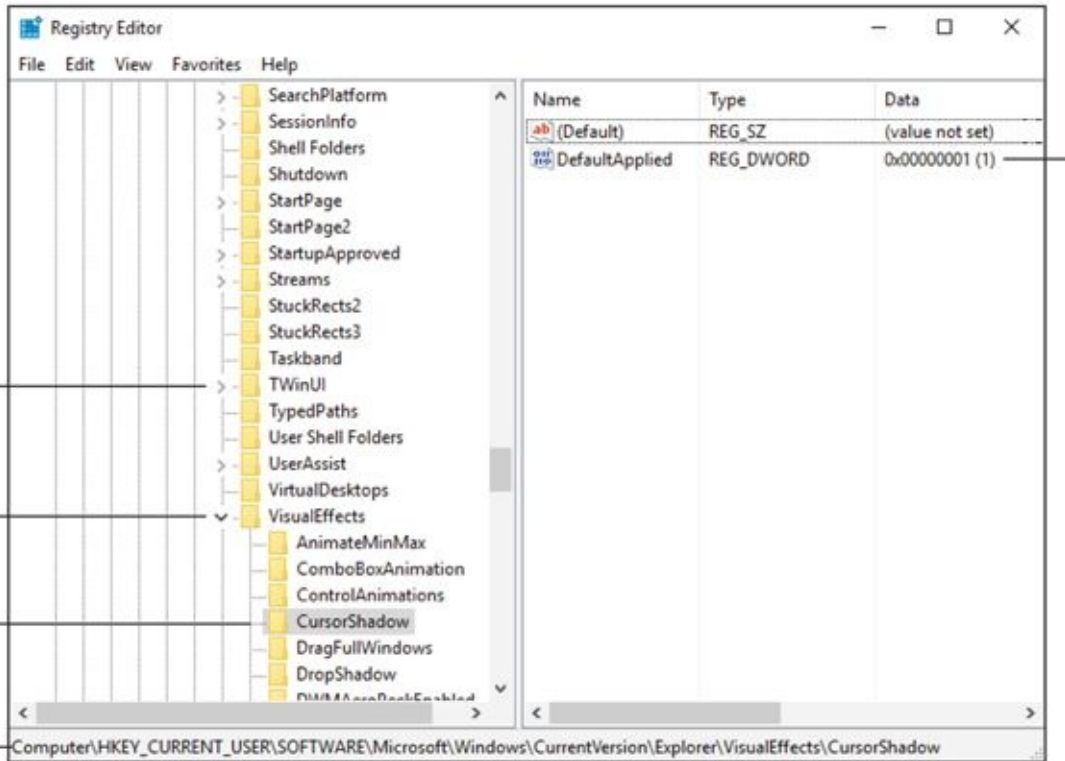 Registry Editor
File Edit View Favorites Help
SearchPlatform
SessionInfo
Shell Folders
Shutdown
StartPage
StartPage2
StartupApproved
Streams
StuckRects2
StuckRects3
Taskband
TWinUI
TypedPaths
User Shell Folders
UserAssist
VirtualDesktops
VisualEffects
AnimateMinMax
ComboBoxAnimation
ControlAnimations
CursorShadow
DragFullWindows
DropShadow
DWMAeroPeekEnabled
Name Type Data
ab (Default) REG_SZ (value not set)
DefaultApplied REG_DWORD 0x00000001 (1)
Computer\HKEY_CURRENT_USER\SOFTWARE\Microsoft\Windows\CurrentVersion\Explorer\VisualEffects\CursorShadow